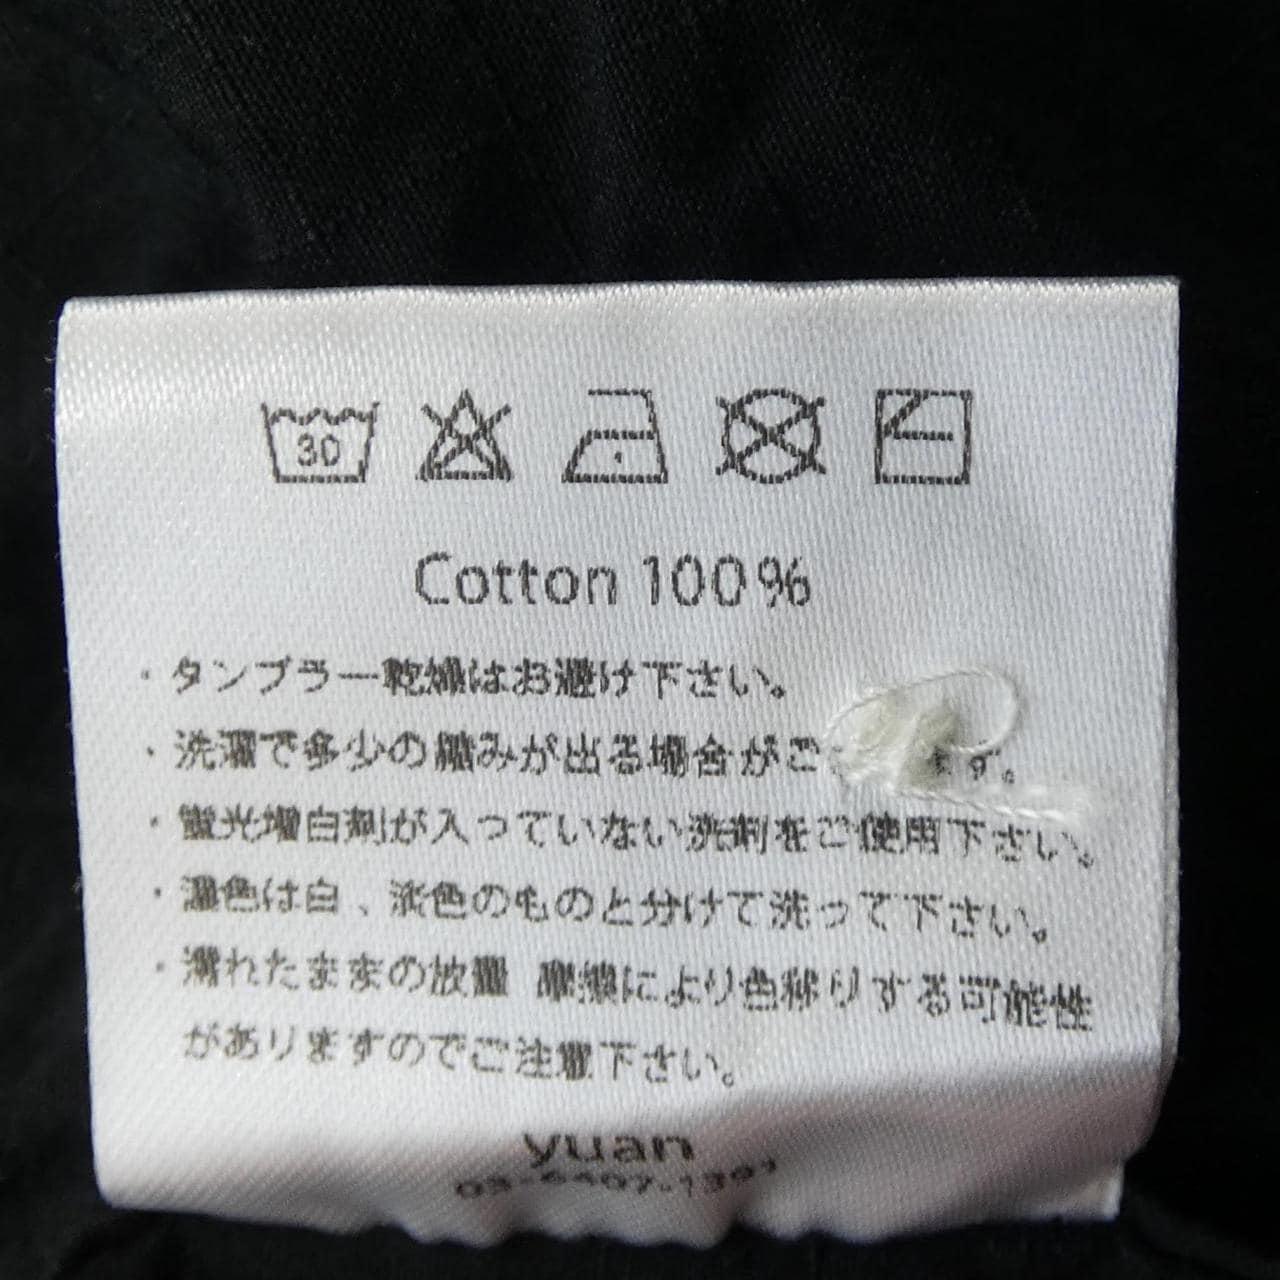 30
Cotton 100%
・タンブラー乾燥はお避け下さい。
・洗濯で多少の縮みが出る場合がご す。
・蛍光増白剤が入っていない洗剤をご使用下さい。
・濃色は白、淡色のものと分けて洗って下さい。
・濡れたままの放置 摩擦により色移りする可能性
がありますのでご注意下さい。
yuan
03-6407-139